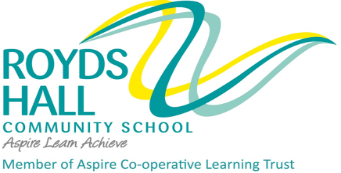 ROYDS
HALL
COMMUNITY SCHOOL
Aspire Learn Achieve
Member of Aspire Co-operative Learning Trust